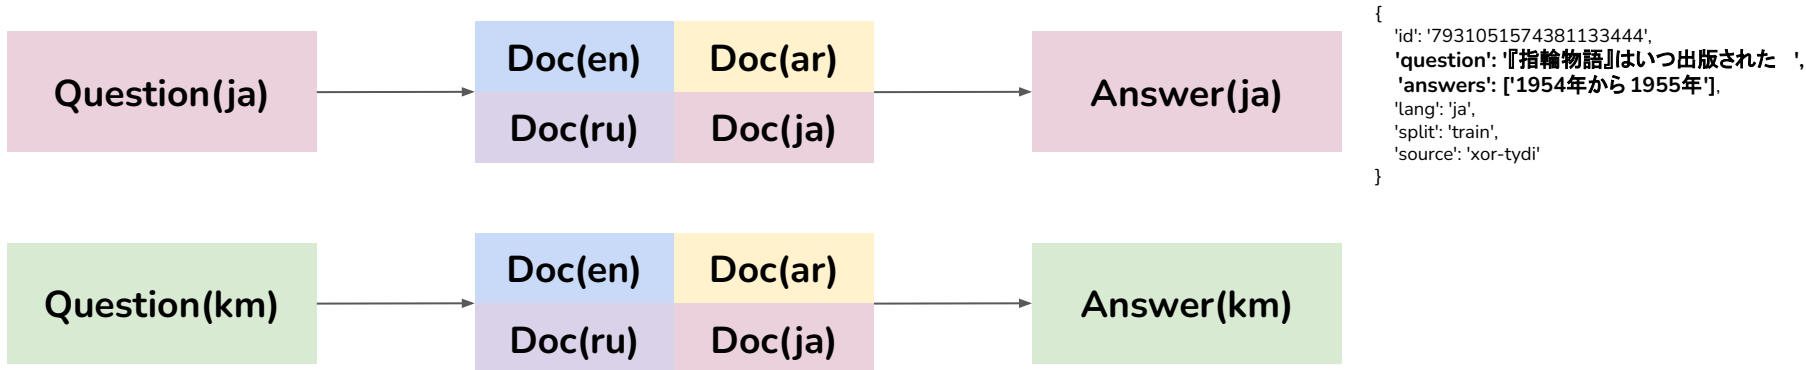 Question(ja)
Doc(en)
Doc(ar)
Doc(ru)
Doc(ja)
Answer(ja)
{
'id': '7931051574381133444',
'question': '『指輪物語』はいつ出版された ',
'answers': ['1954年から 1955年'],
'lang': 'ja',
'split': 'train',
'source': 'xor-tydi'
}
Question(km)
Doc(en)
Doc(ar)
Doc(ru)
Doc(ja)
Answer(km)